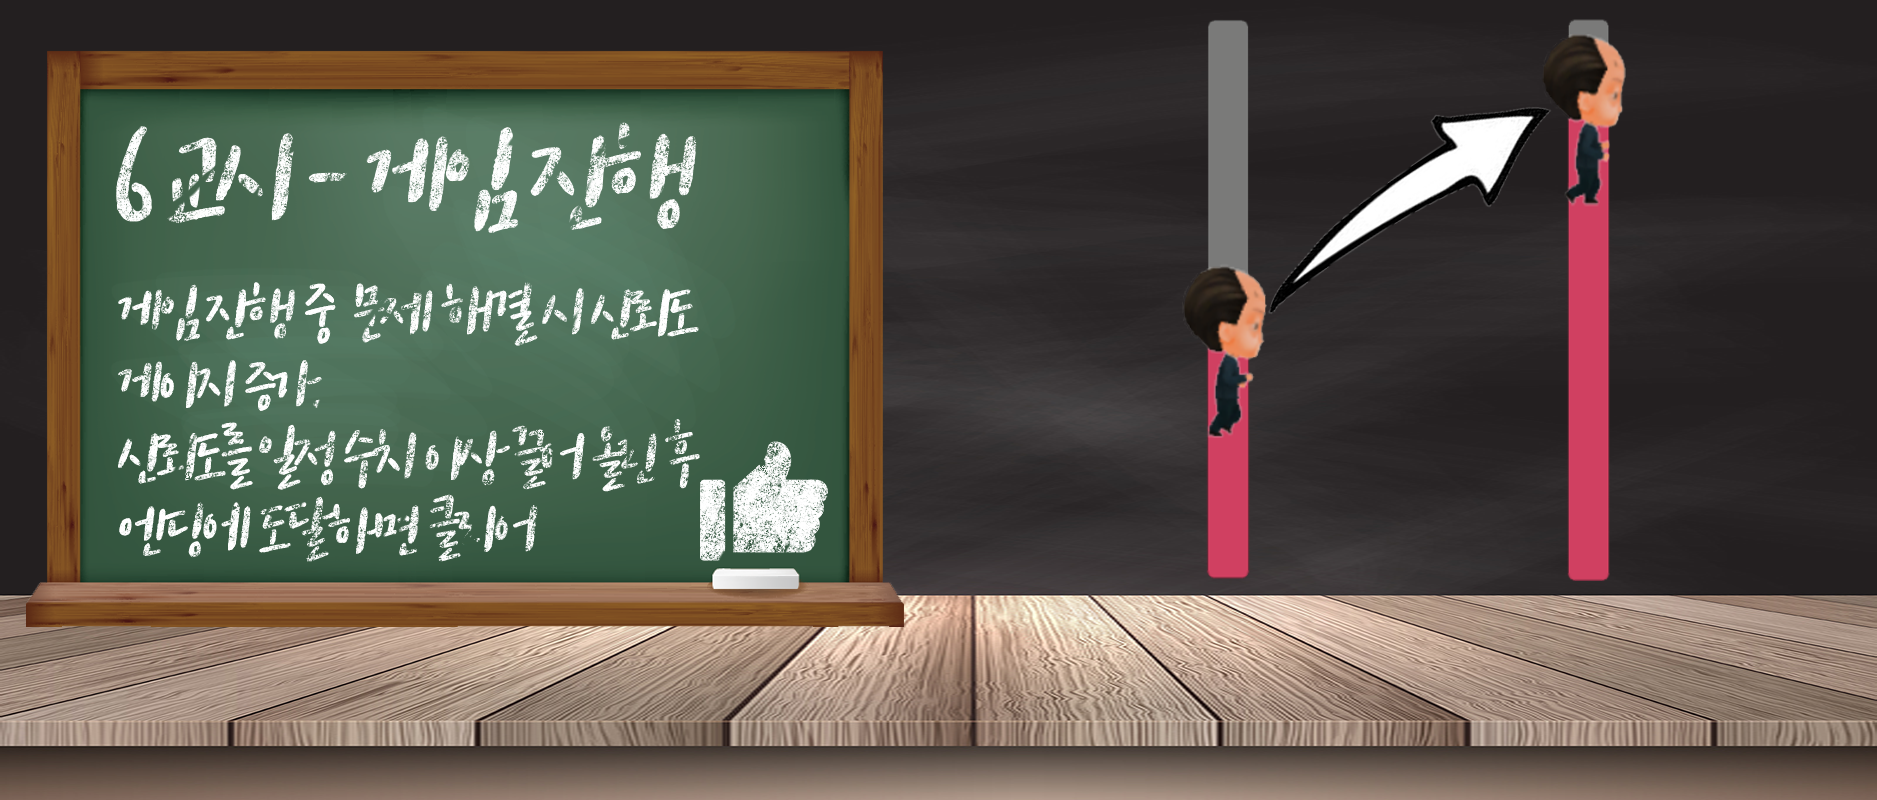 6교시 - 게임 진행
게임 진행 중 문제 해결 시 신뢰도
게이지 증가.
신뢰도를 일정 수치 이상 끌어 올린 후
엔딩에 도달하면 클리어